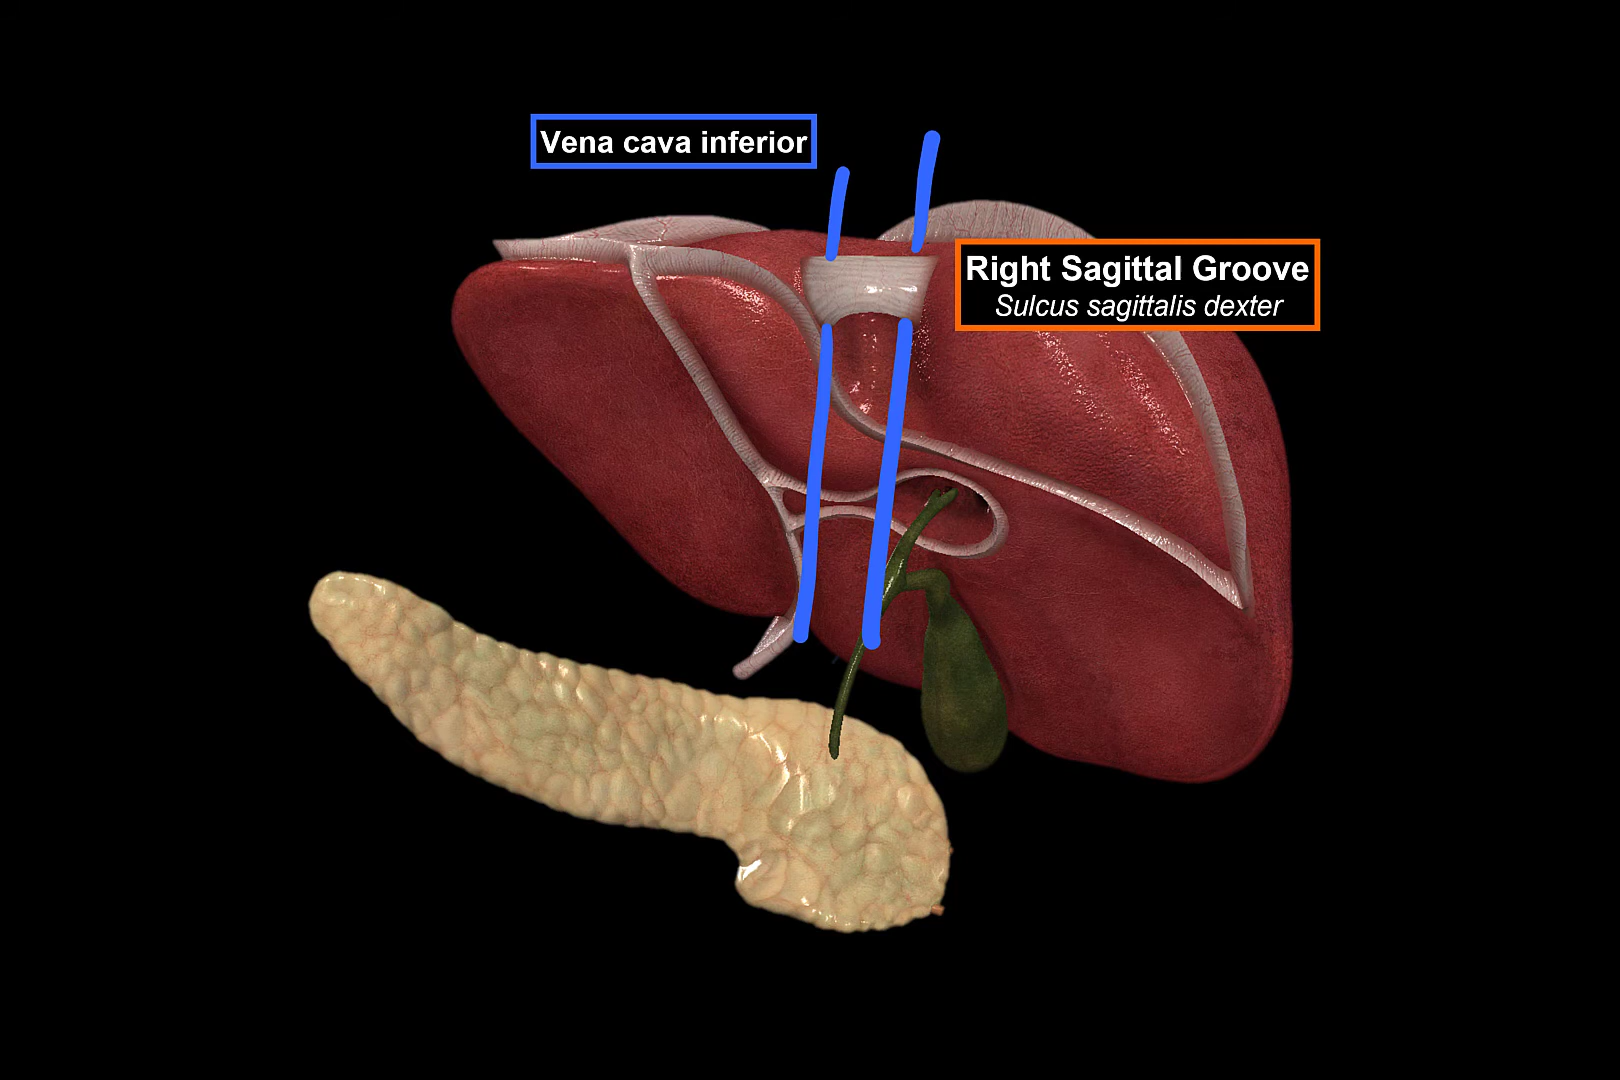 Vena cava inferior
Right Sagittal Groove
Sulcus sagittalis dexter